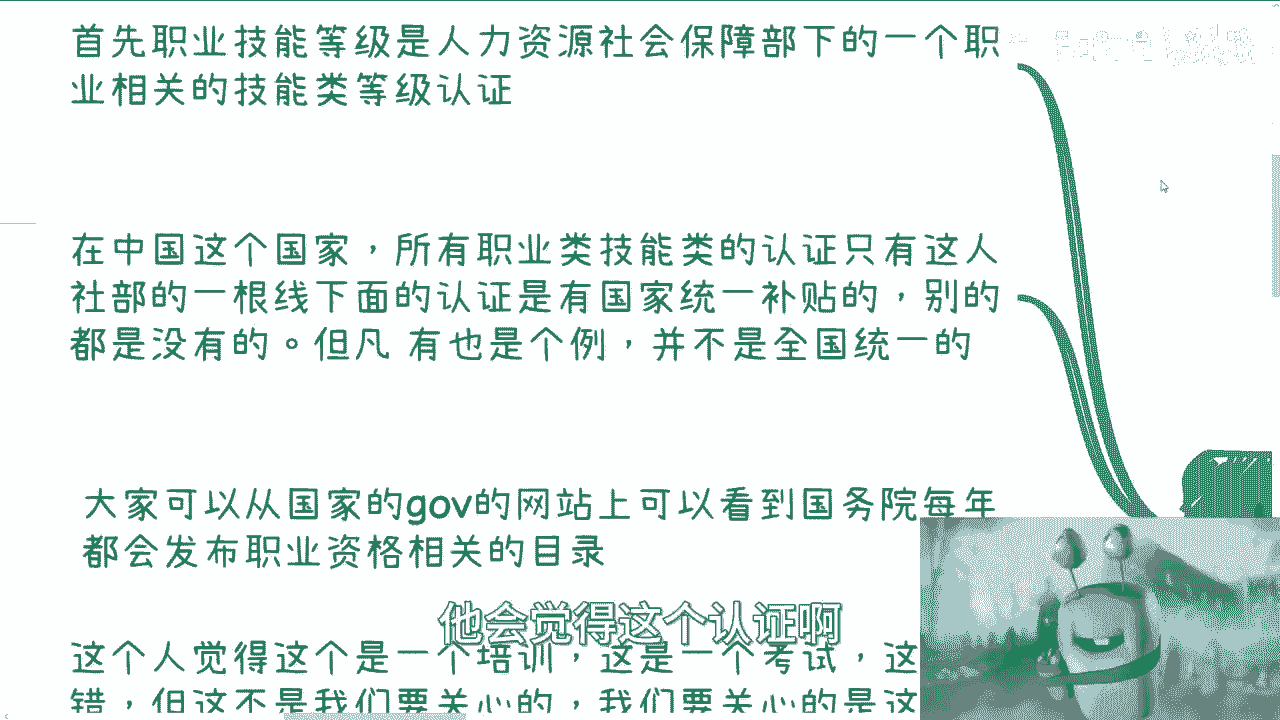 首先职业技能等级是人力资源社会保障部下的一个职
业相关的技能类等级认证
在中国这个国家，所有职业类技能类的认证只有这人
社部的一根线下面的认证是有国家统一补贴的，别的
都是没有的。但凡 有也是个例，并不是全国统一的
大家可以从国家的gov的网站上可以看到国务院每年
都会发布职业资格相关的目录
他会觉得这个认证啊
这个人觉得这个是一个培训，这是一个考试，这
错，但这不是我们要关心的，我们要关心的是这